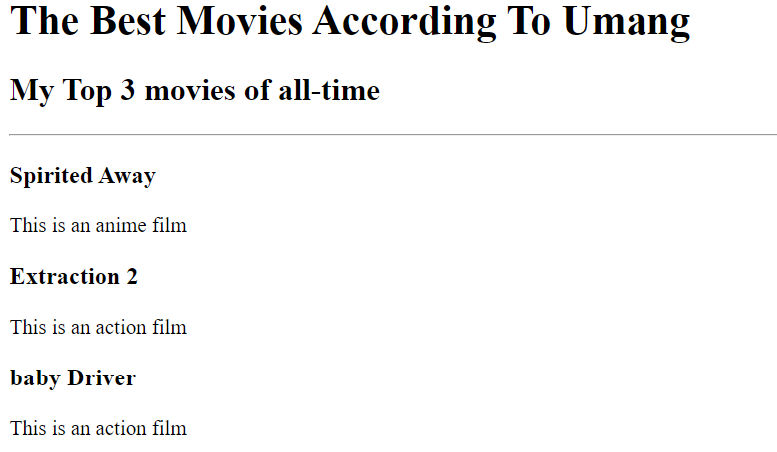 The Best Movies According To Umang
My Top 3 movies of all-time
Spirited Away
This is an anime film
Extraction 2
This is an action film
baby Driver
This is an action film